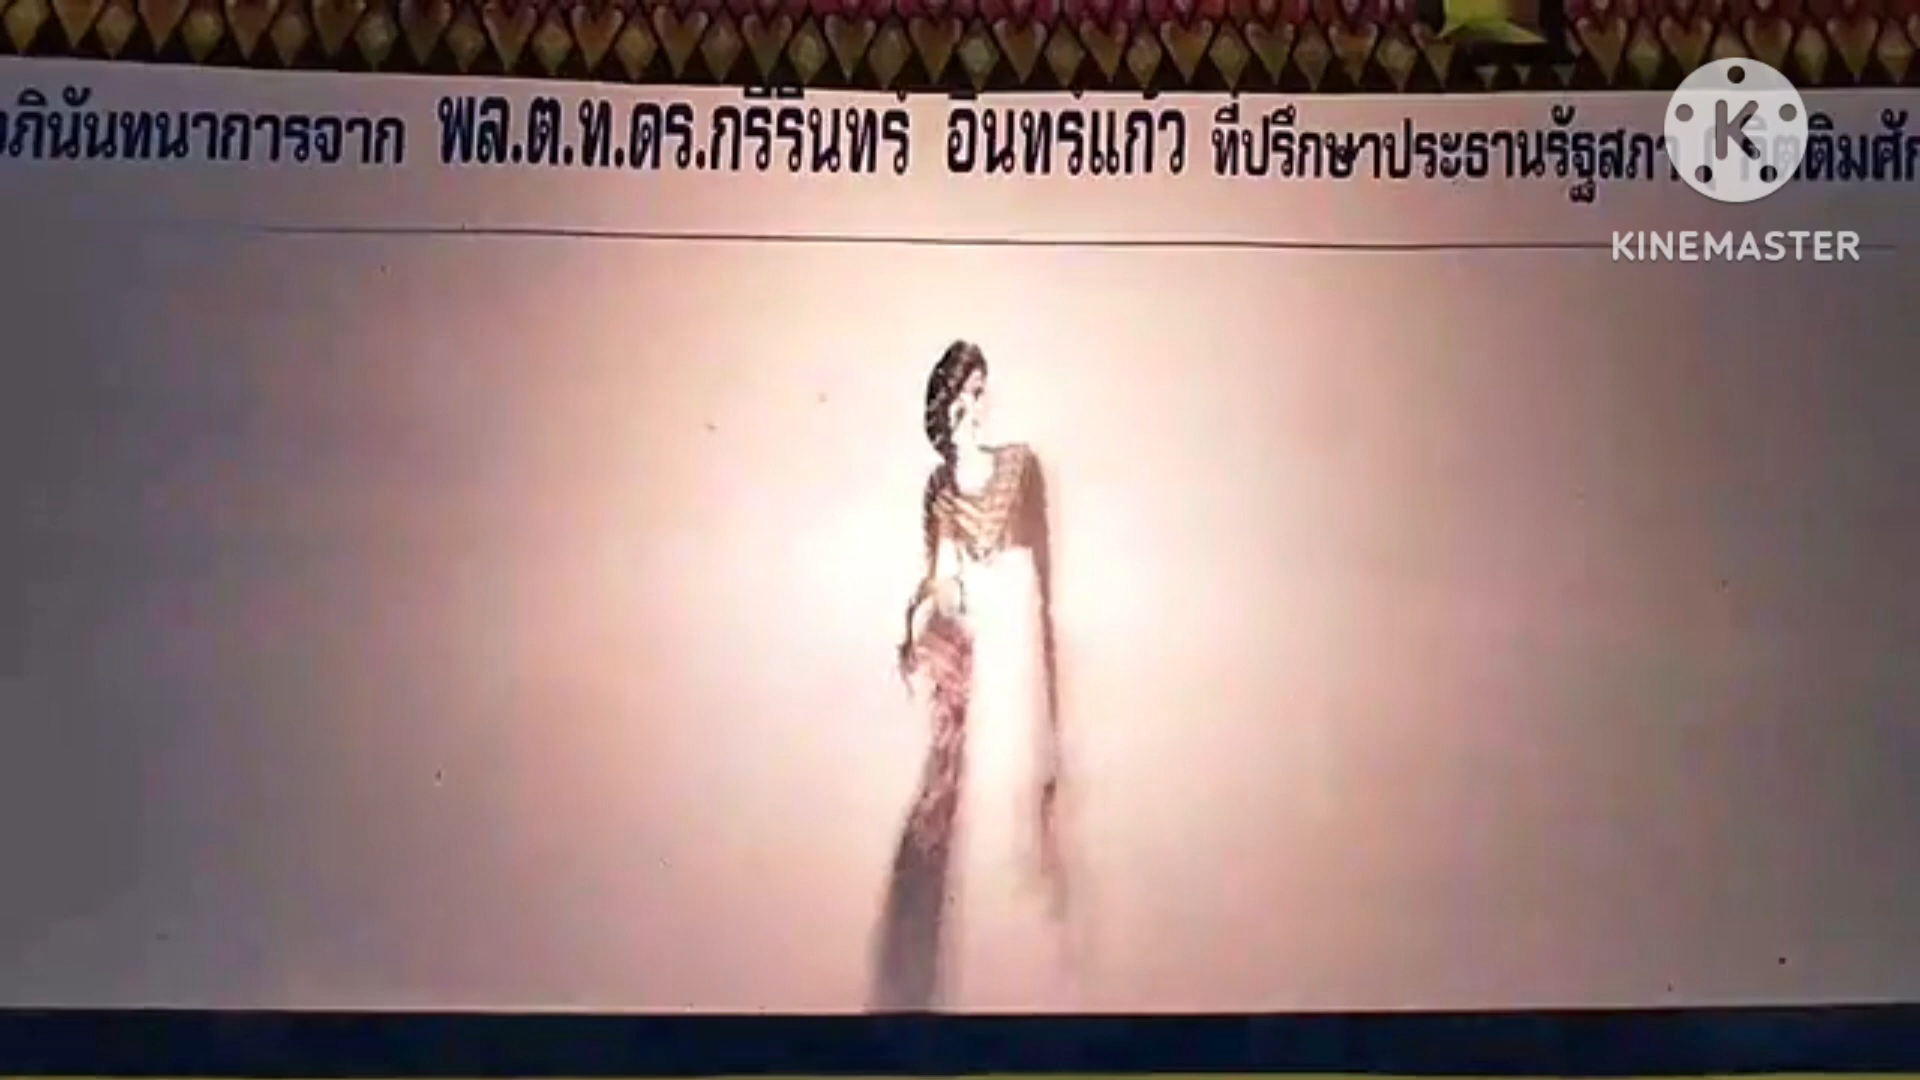 อภินันทนาการจาก พล.ต.ท.ดร.กรีรินทร์ อินทร์แก้ว ที่ปรึกษาประธานรัฐสภา
K
KINEMASTER